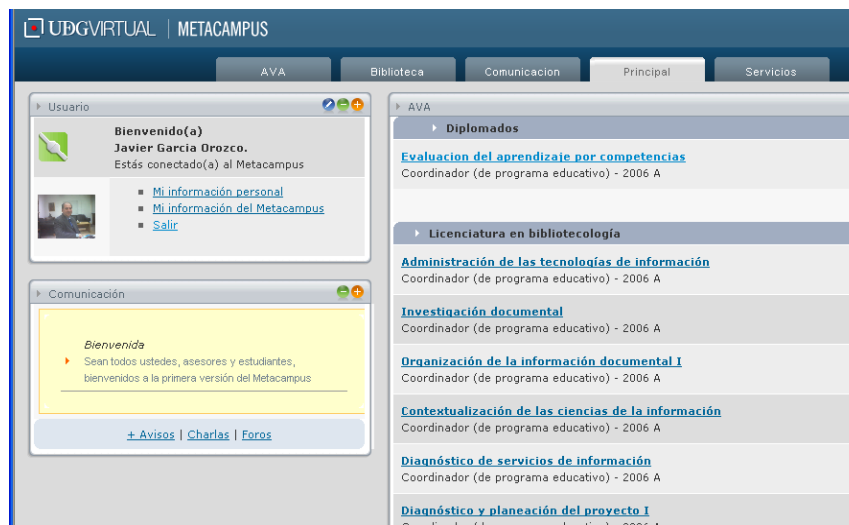 UDGVIRTUAL | METACAMPUS
AVA
Biblioteca
Comunicacion
Principal
Servicios
Usuario
Bienvenido(a)
Javier Garcia Orozco.
Estás conectado(a) al Metacampus
Mi información personal
Mi información del Metacampus
Salir
Comunicación
Bienvenida
Sean todos ustedes, asesores y estudiantes,
bienvenidos a la primera versión del Metacampus
+ Avisos | Charlas | Foros
AVA
Diplomados
Evaluacion del aprendizaje por competencias
Coordinador (de programa educativo) - 2006 A
Licenciatura en bibliotecología
Administración de las tecnologías de información
Coordinador (de programa educativo) - 2006 A
Investigación documental
Coordinador (de programa educativo) - 2006 A
Organización de la información documental I
Coordinador (de programa educativo) - 2006 A
Contextualización de las ciencias de la información
Coordinador (de programa educativo) - 2006 A
Diagnóstico de servicios de información
Coordinador (de programa educativo) - 2006 A
Diagnóstico y planeación del proyecto I